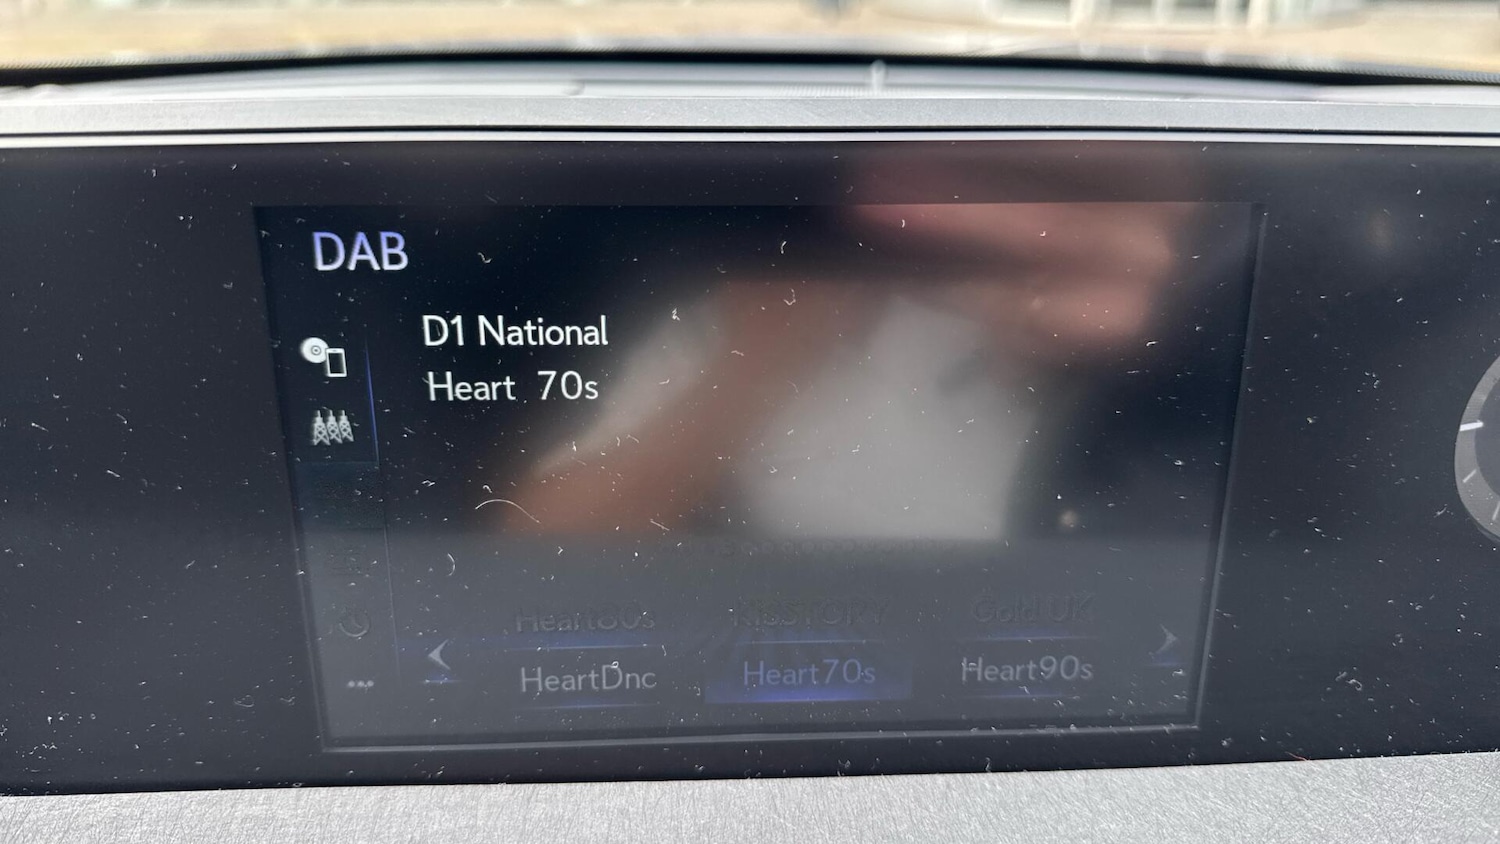 DAB
D1 National
Heart 70s
Heart80s KISSTORY Gold UK
HeartDnc Heart70s Heart90s